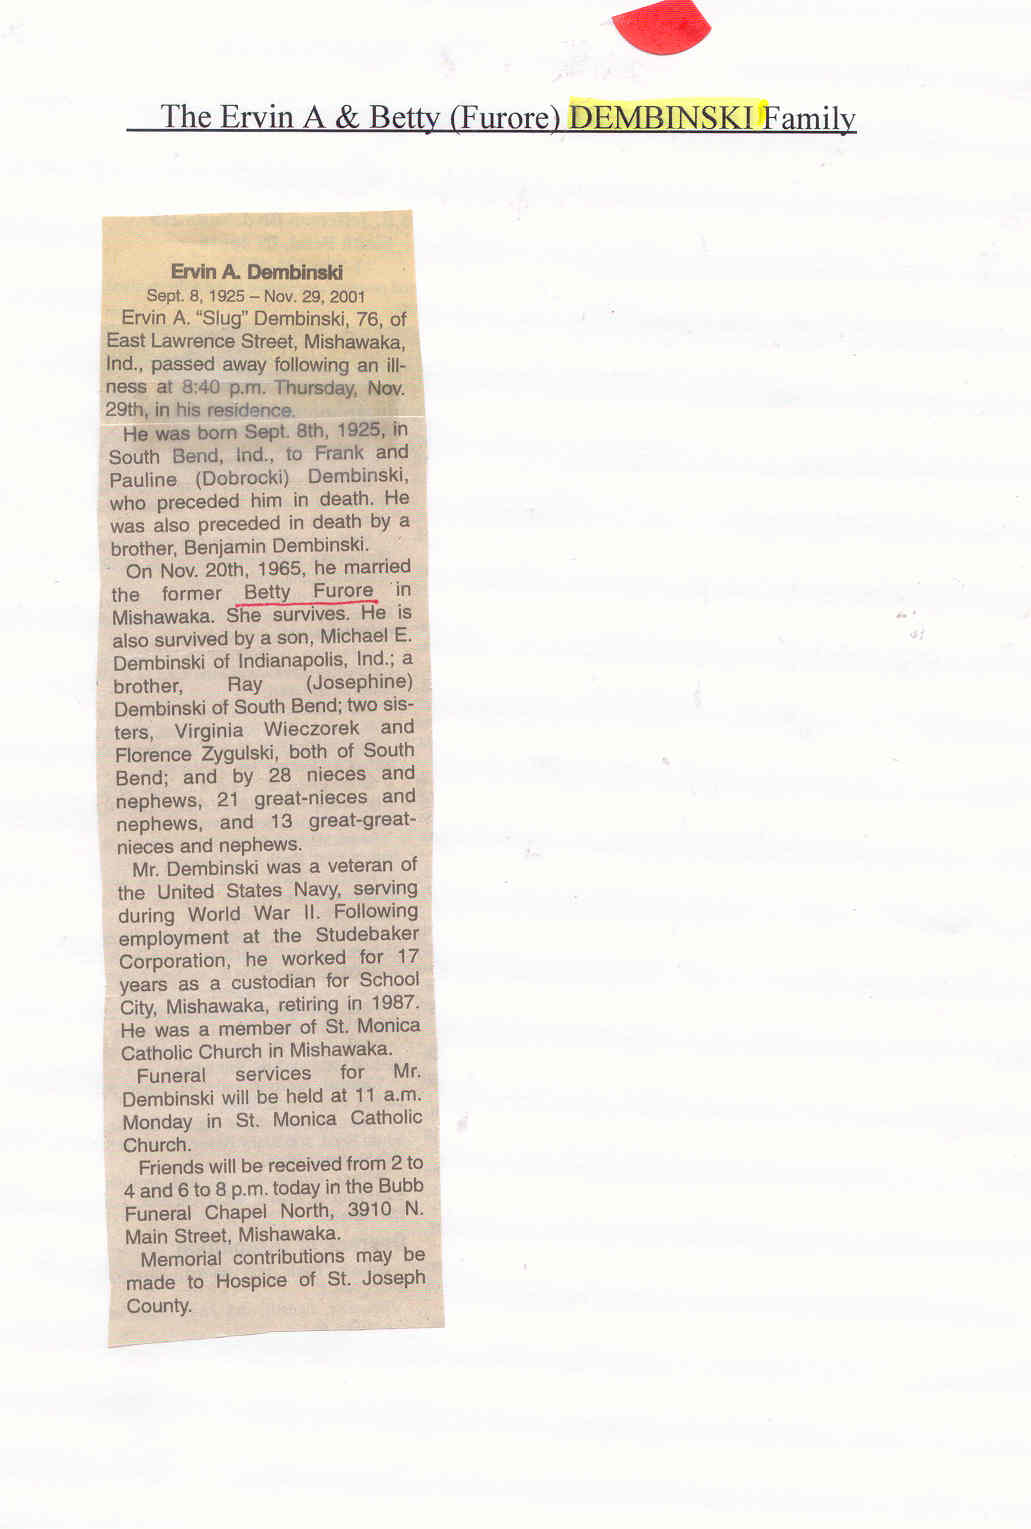 The Ervin A & Betty (Furore) DEMBINSKI Family
Ervin A. Dembinski
Sept. 8, 1925 – Nov. 29, 2001
Ervin A. “Slug” Dembinski, 76, of
East Lawrence Street, Mishawaka,
Ind., passed away following an ill-
ness at 8:40 p.m. Thursday, Nov.
29th, in his residence.
He was born Sept. 8th, 1925, in
South Bend, Ind., to Frank and
Pauline (Dobrocki) Dembinski,
who preceded him in death. He
was also preceded in death by a
brother, Benjamin Dembinski.
On Nov. 20th, 1965, he married
the former Betty Furore in
Mishawaka. She survives. He is
also survived by a son, Michael E.
Dembinski of Indianapolis, Ind.; a
brother, Ray (Josephine)
Dembinski of South Bend; two sis-
ters, Virginia Wieczorek and
Florence Zygulski, both of South
Bend; and by 28 nieces and
nephews, 21 great-nieces and
nephews, and 13 great-great-
nieces and nephews.
Mr. Dembinski was a veteran of
the United States Navy, serving
during World War II. Following
employment at the Studebaker
Corporation, he worked for 17
years as a custodian for School
City, Mishawaka, retiring in 1987.
He was a member of St. Monica
Catholic Church in Mishawaka.
Funeral services for Mr.
Dembinski will be held at 11 a.m.
Monday in St. Monica Catholic
Church.
Friends will be received from 2 to
4 and 6 to 8 p.m. today in the Bubb
Funeral Chapel North, 3910 N.
Main Street, Mishawaka.
Memorial contributions may be
made to Hospice of St. Joseph
County.